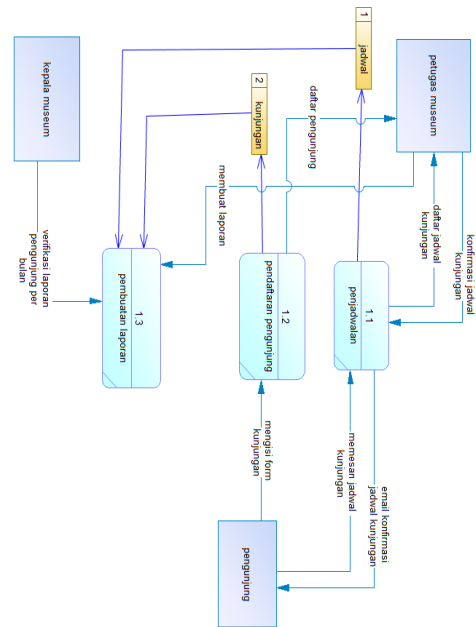 petugas museum
konfirmasi jadwal
kunjungan
daftar jadwal
kunjungan
1
jadwal
1.1
penjadwalan
email konfirmasi
jadwal kunjungan
memesan jadwal
kunjungan
daftar pengunjung
2
kunjungan
1.2
pendaftaran pengunjung
mengisi form
kunjungan
pengunjung
membuat laporan
1.3
pembuatan laporan
kepala museum
verifikasi laporan
pengunjung per
bulan